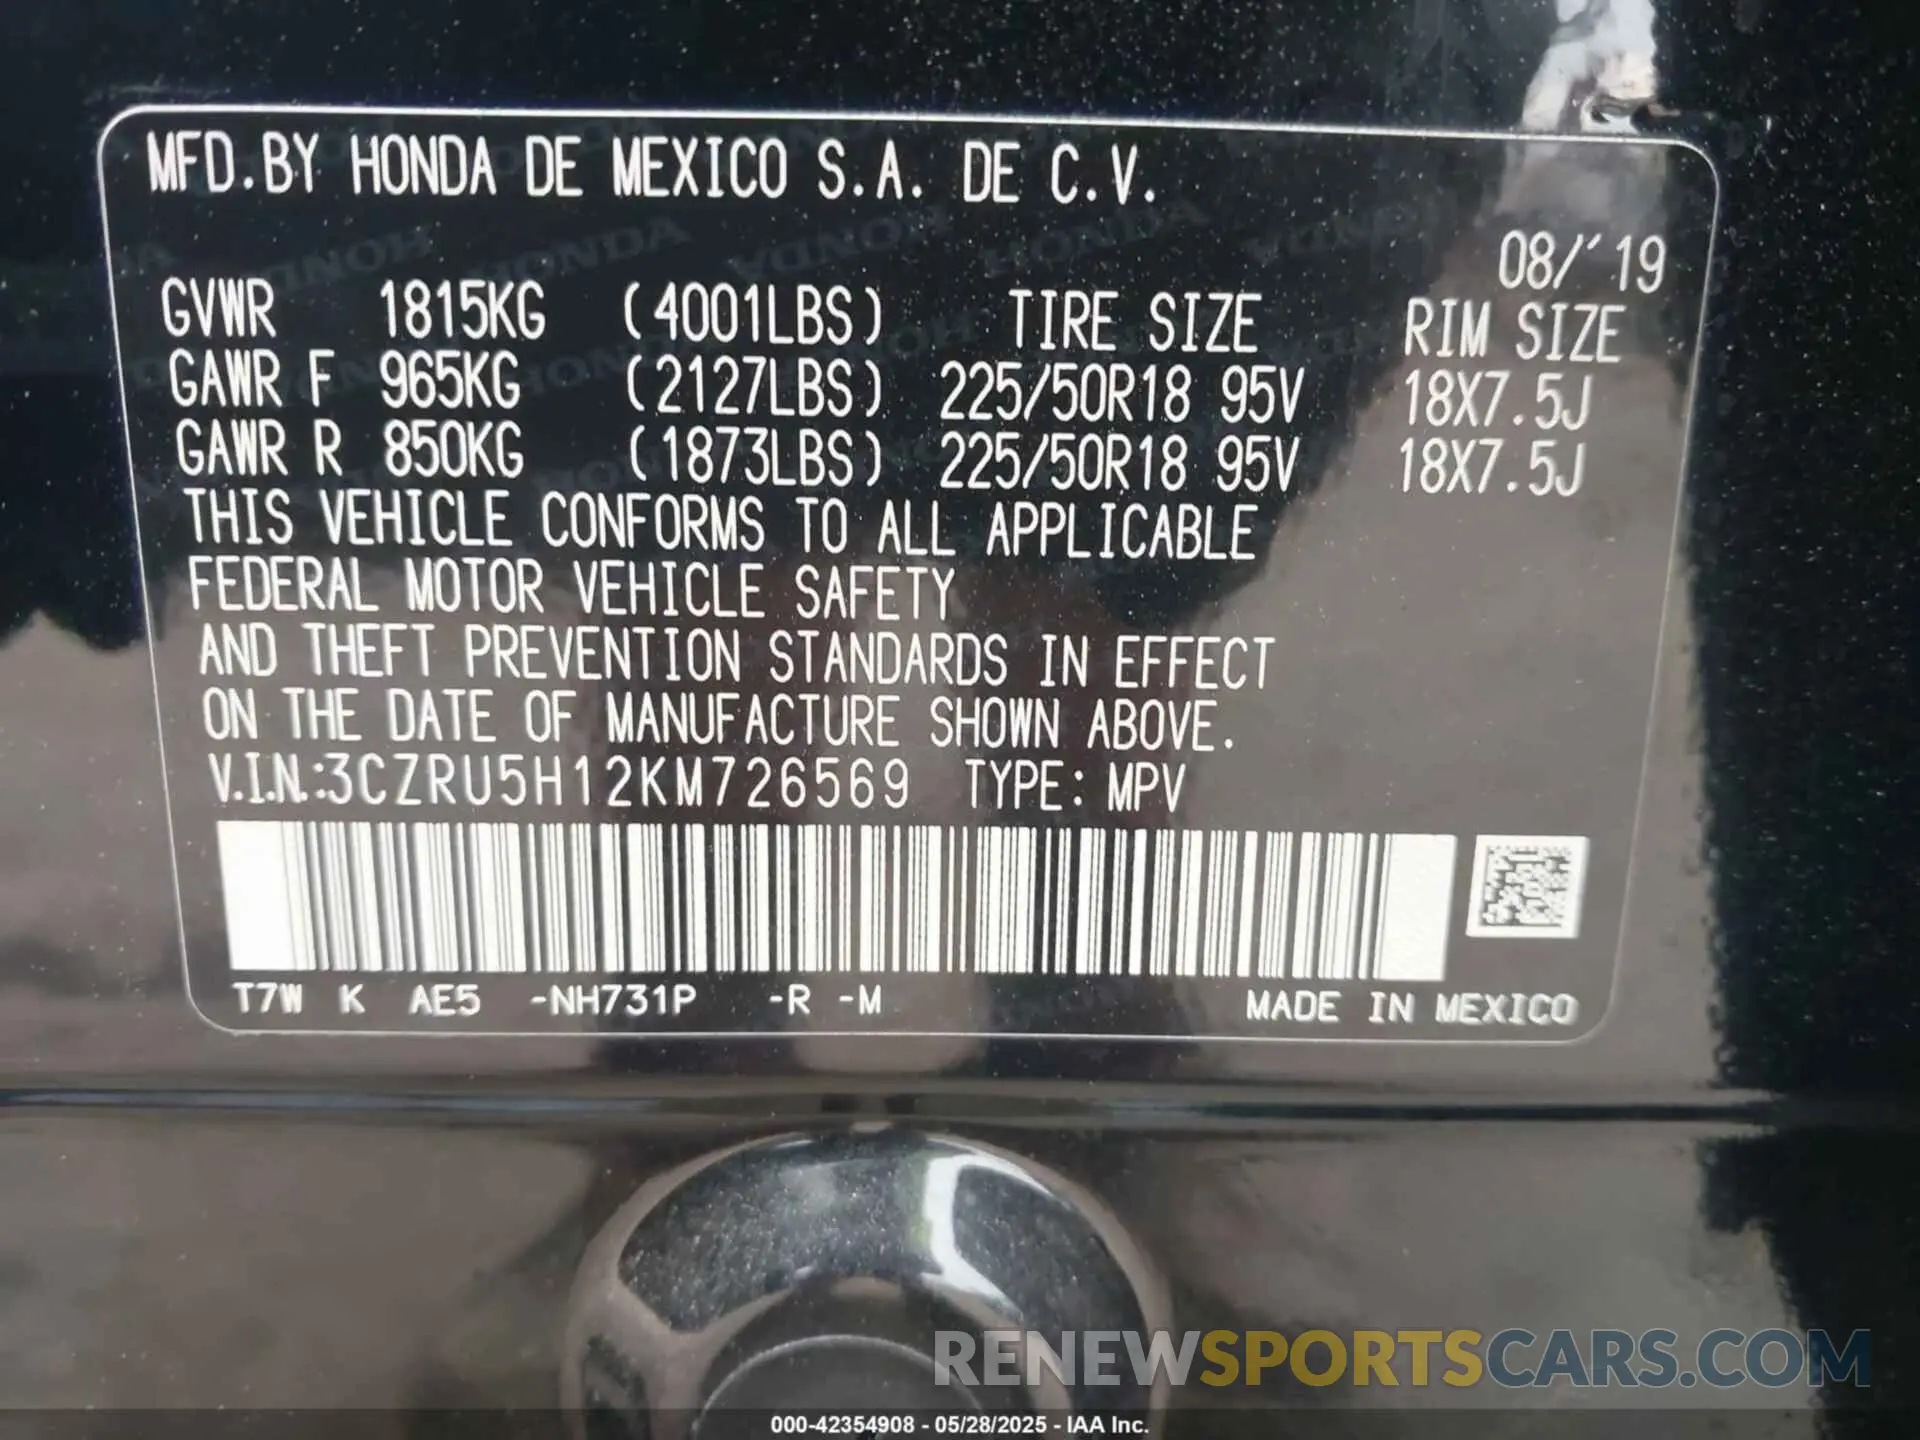 MFD.BY HONDA DE MEXICO S.A. DE C.V.
08/'19
GVWR 1815KG (4001LBS) TIRE SIZE RIM SIZE
GAWR F 965KG (2127LBS) 225/50R18 95V 18X7.5J
GAWR R 850KG (1873LBS) 225/50R18 95V 18X7.5J
THIS VEHICLE CONFORMS TO ALL APPLICABLE
FEDERAL MOTOR VEHICLE SAFETY
AND THEFT PREVENTION STANDARDS IN EFFECT
ON THE DATE OF MANUFACTURE SHOWN ABOVE.
V.I.N.:3CZRU5H12KM726569 TYPE: MPV
T7W K AE5 -NH731P -R -M MADE IN MEXICO
RENEWSPORTSCARS.COM
000-42354908 - 05/28/2025 - IAA Inc.